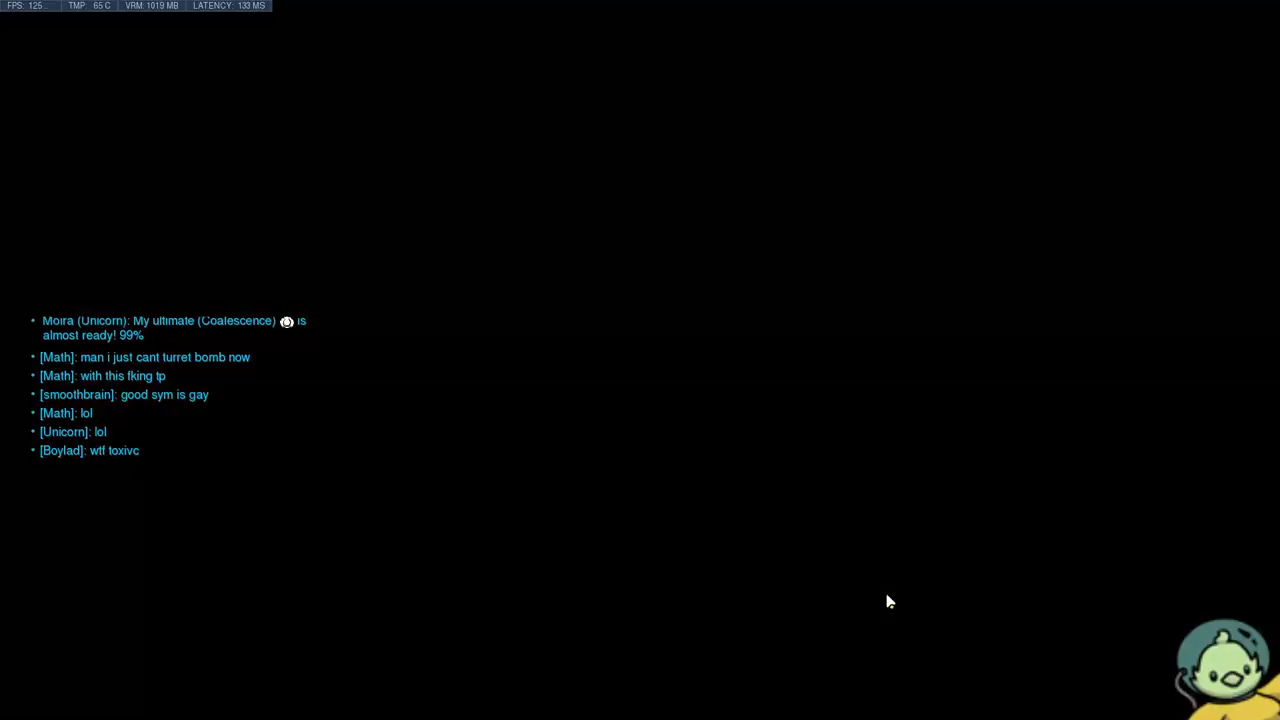 FPS: 125 TMP: 65 C VRM: 1019 MB LATENCY: 133 MS
• Moira (Unicorn): My ultimate (Coalescence) is
almost ready! 99%
• [Math]: man i just cant turret bomb now
• [Math]: with this fking tp
• [smoothbrain]: good sym is gay
• [Math]: lol
• [Unicorn]: lol
• [Boylad]: wtf toxivc